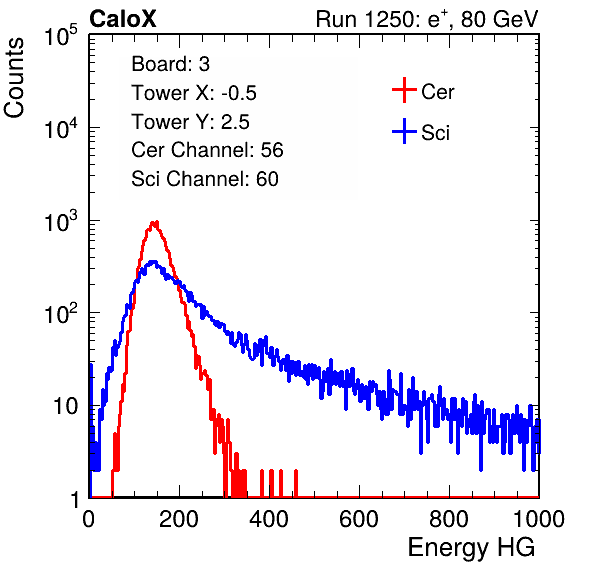 CaloX Run 1250: e⁺, 80 GeV
Counts
10⁵
10⁴
10³
10²
10
1
Board: 3
Tower X: -0.5
Tower Y: 2.5
Cer Channel: 56
Sci Channel: 60
Cer
Sci
0 200 400 600 800 1000
Energy HG